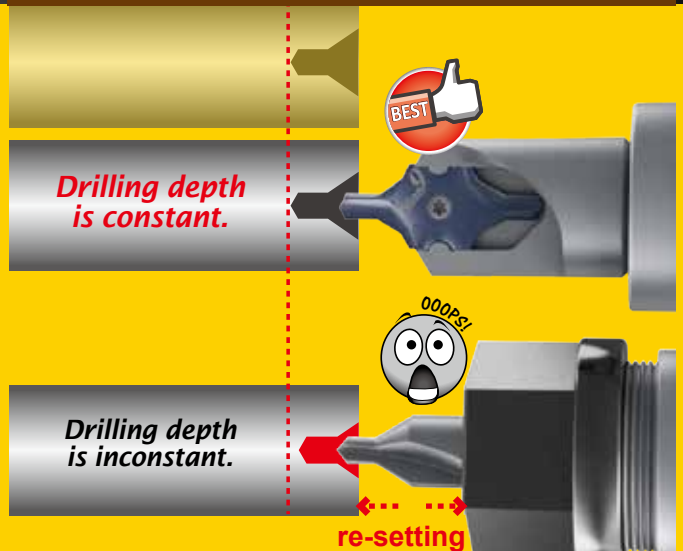 BEST
Drilling depth
is constant.
OOOPS!
Drilling depth
is inconstant.
re-setting